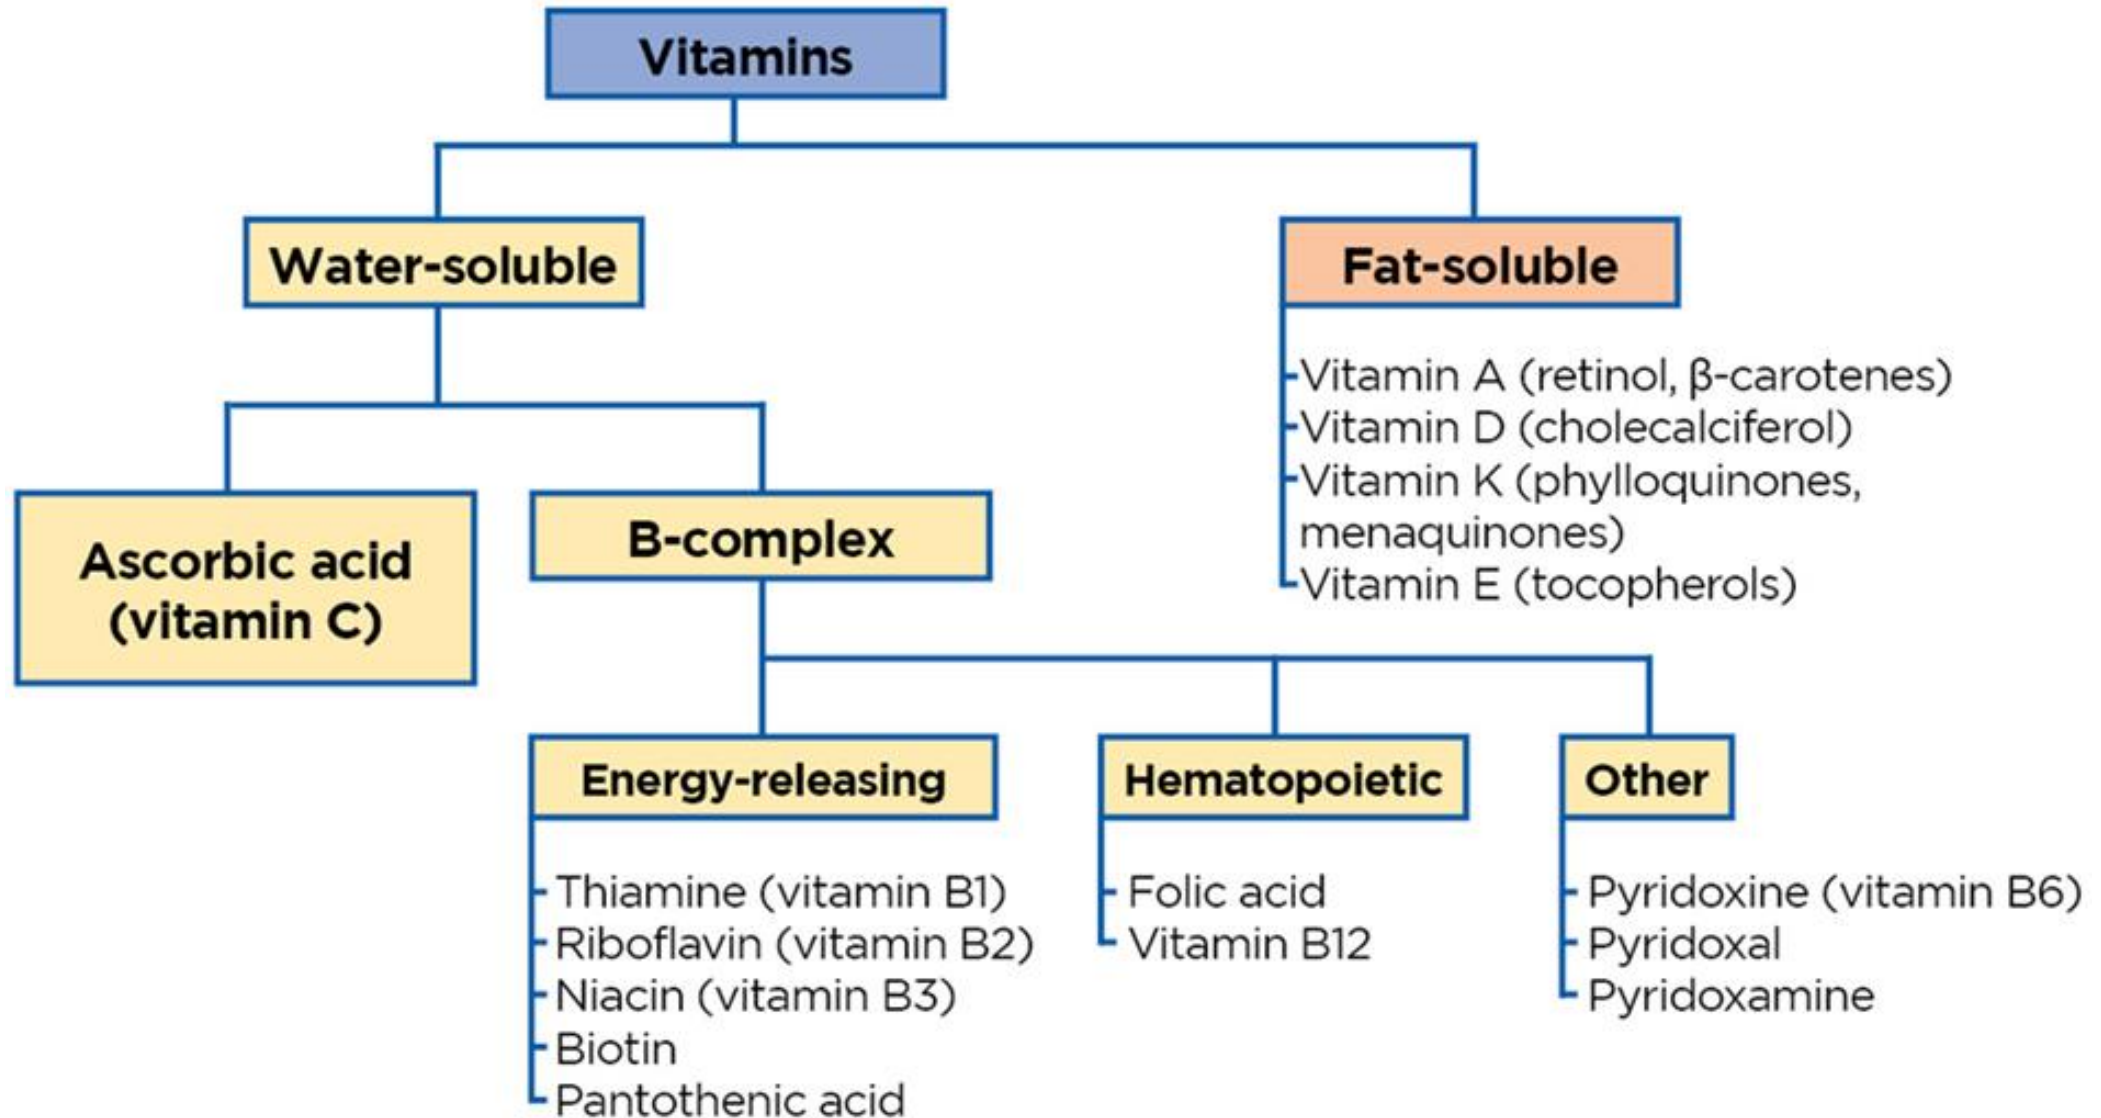 Vitamins
Water-soluble
Fat-soluble
Vitamin A (retinol, β-carotenes)
Vitamin D (cholecalciferol)
Vitamin K (phylloquinones,
menaquinones)
Vitamin E (tocopherols)
Ascorbic acid
(vitamin C)
B-complex
Energy-releasing
Thiamine (vitamin B1)
Riboflavin (vitamin B2)
Niacin (vitamin B3)
Biotin
Pantothenic acid
Hematopoietic
Folic acid
Vitamin B12
Other
Pyridoxine (vitamin B6)
Pyridoxal
Pyridoxamine